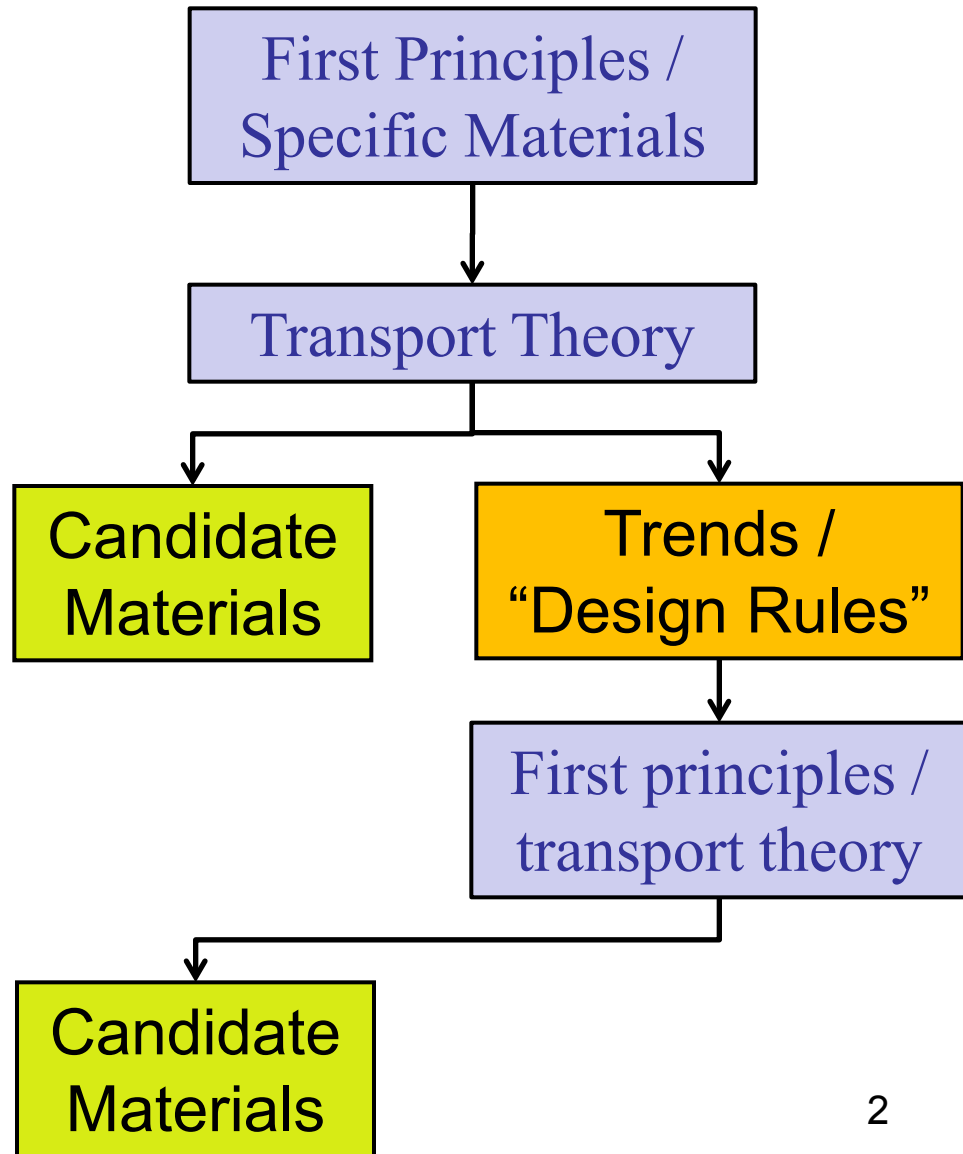 First Principles /
Specific Materials
Transport Theory
Candidate
Materials
Trends /
“Design Rules”
First principles /
transport theory
Candidate
Materials
2